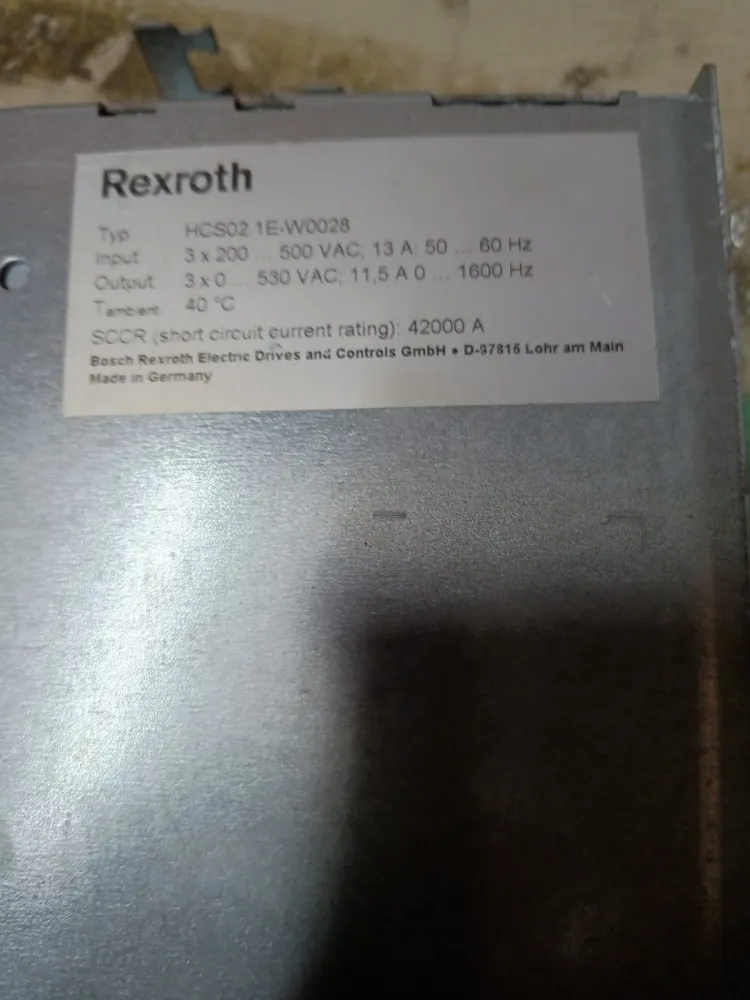 Rexroth
Typ HCS02.1E-W0028
Input 3 x 200 ... 500 VAC, 13 A, 50 ... 60 Hz
Output 3 x 0 ... 530 VAC; 11,5 A 0 ... 1600 Hz
Tambient 40 °C
SCCR (short circuit current rating): 42000 A
Bosch Rexroth Electric Drives and Controls GmbH • D-97816 Lohr am Main
Made in Germany